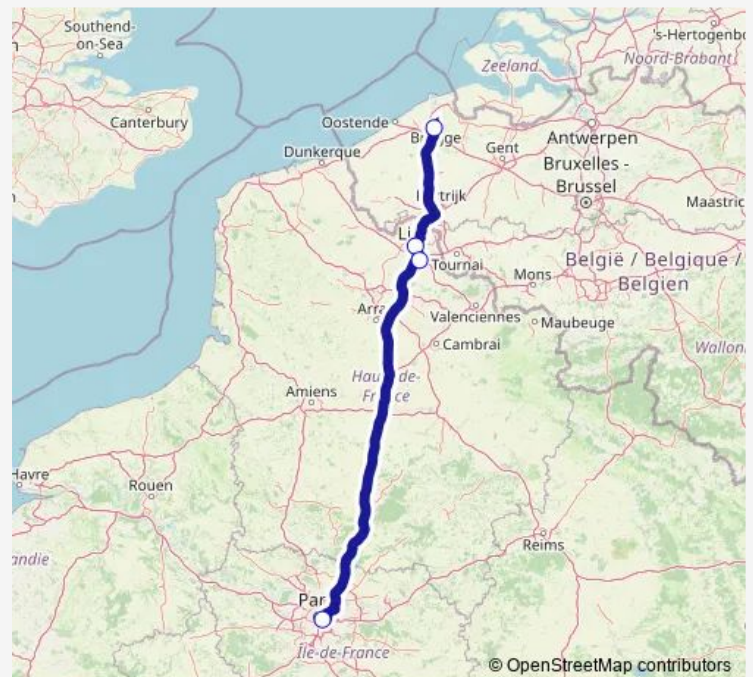 Southend-
on-Sea
's-Hertogenbo
Zeeland
Noord-Brabant
Canterbury
Oostende
Antwerpen
Dunkerque
Gent
Bruxelles -
Brussel
Maastric
Tournai
België / Belgique /
Belgien
Mons
Valenciennes
Maubeuge
Cambrai
Wallon
Amiens
Havre
Rouen
Reims
andie
Par
Île-de-France
© OpenStreetMap contributors